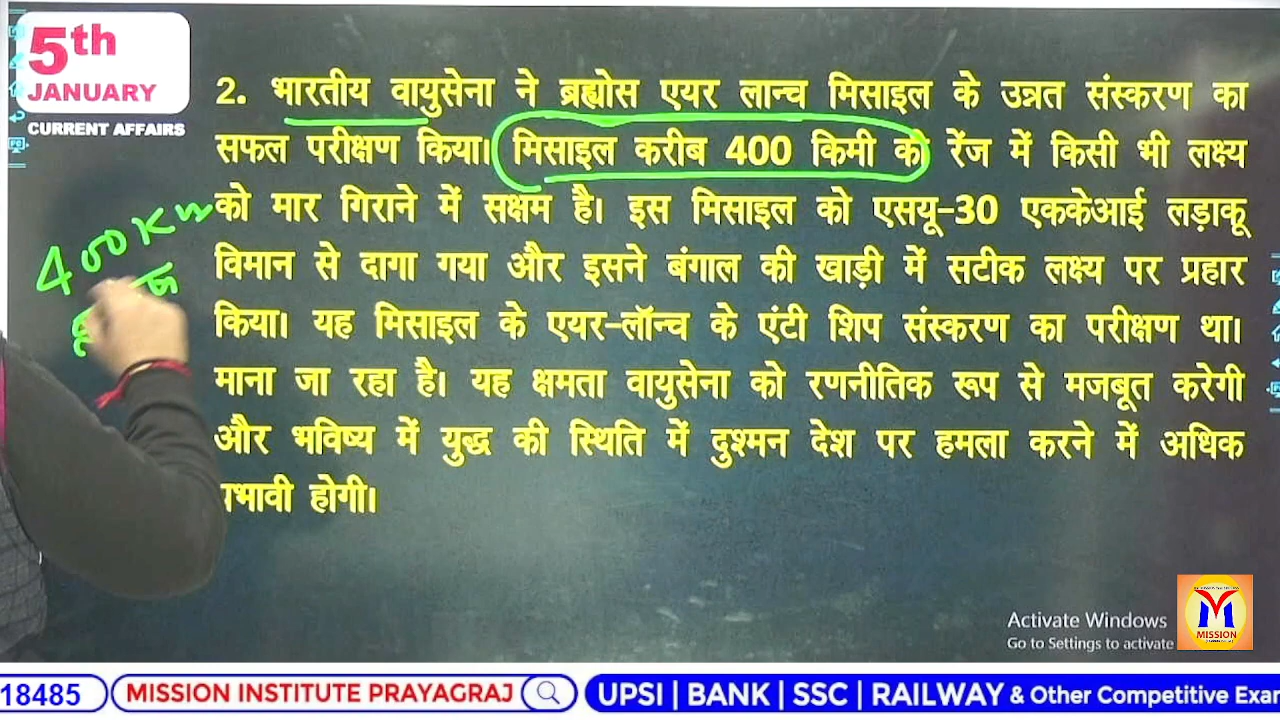 5th
JANUARY
CURRENT AFFAIRS
2. भारतीय वायुसेना ने ब्रह्मोस एयर लान्च मिसाइल के उन्नत संस्करण का
सफल परीक्षण किया। मिसाइल करीब 400 किमी के रेंज में किसी भी लक्ष्य
को मार गिराने में सक्षम है। इस मिसाइल को एसयू-30 एककेआई लड़ाकू
विमान से दागा गया और इसने बंगाल की खाड़ी में सटीक लक्ष्य पर प्रहार
किया। यह मिसाइल के एयर-लॉन्च के एंटी शिप संस्करण का परीक्षण था।
माना जा रहा है। यह क्षमता वायुसेना को रणनीतिक रूप से मजबूत करेगी
और भविष्य में युद्ध की स्थिति में दुश्मन देश पर हमला करने में अधिक
प्रभावी होगी।
400 Km
Activate Windows
Go to Settings to activate
MISSION
18485
MISSION INSTITUTE PRAYAGRAJ
UPSI | BANK | SSC | RAILWAY & Other Competitive Exa